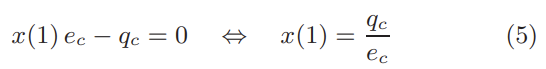 x(1) e_c − q_c = 0 ⇔ x(1) = q_c / e_c (5)